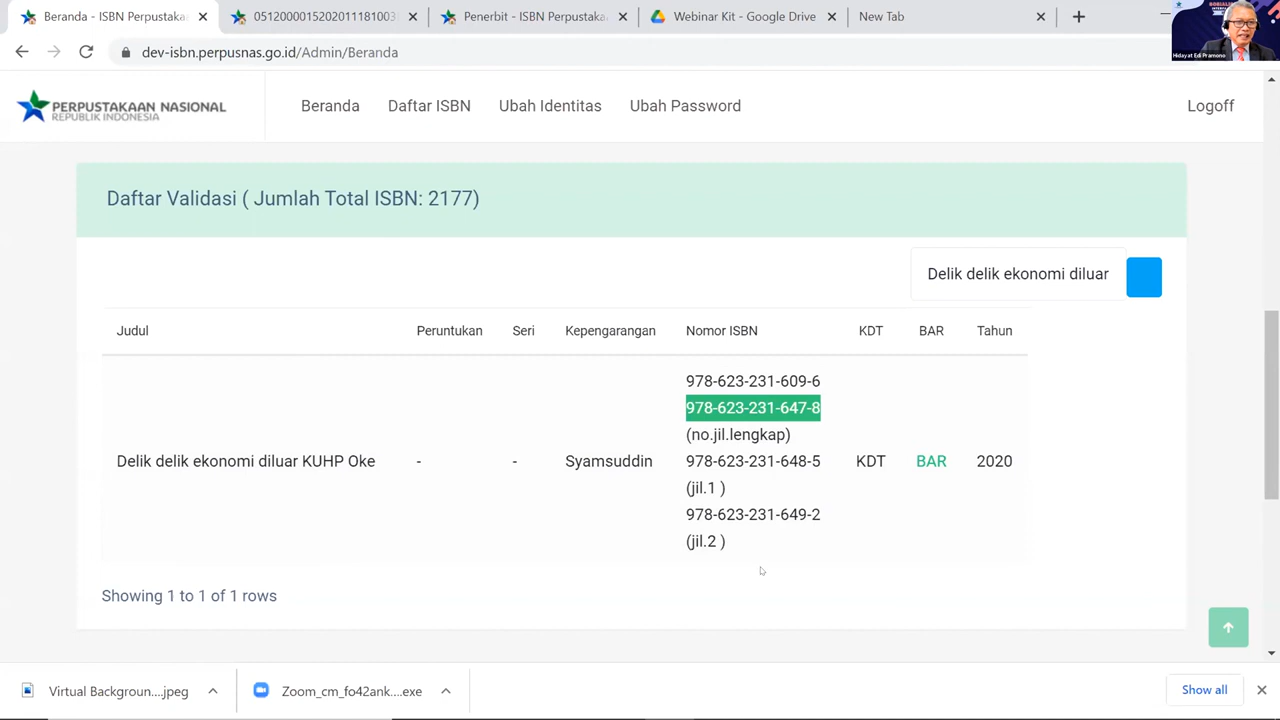 Beranda - ISBN Perpustaka
05120000152020118181003
Penerbit ISBN Perpustaka
Webinar Kit - Google Drive
New Tab
dev-isbn.perpusnas.go.id/Admin/Beranda
Hidayat Edi Pramono
PERPUSTAKAAN NASIONAL
REPUBLIK INDONESIA
Beranda
Daftar ISBN
Ubah Identitas
Ubah Password
Logoff
Daftar Validasi ( Jumlah Total ISBN: 2177)
Delik delik ekonomi diluar
Judul Peruntukan Seri Kepengarangan Nomor ISBN KDT BAR Tahun
978-623-231-609-6
978-623-231-647-8
(no.jil.lengkap)
Delik delik ekonomi diluar KUHP Oke - - Syamsuddin 978-623-231-648-5 KDT BAR 2020
(jil.1 )
978-623-231-649-2
(jil.2 )
Showing 1 to 1 of 1 rows
Virtual Backgroun....jpeg
Zoom_cm_fo42ank....exe
Show all